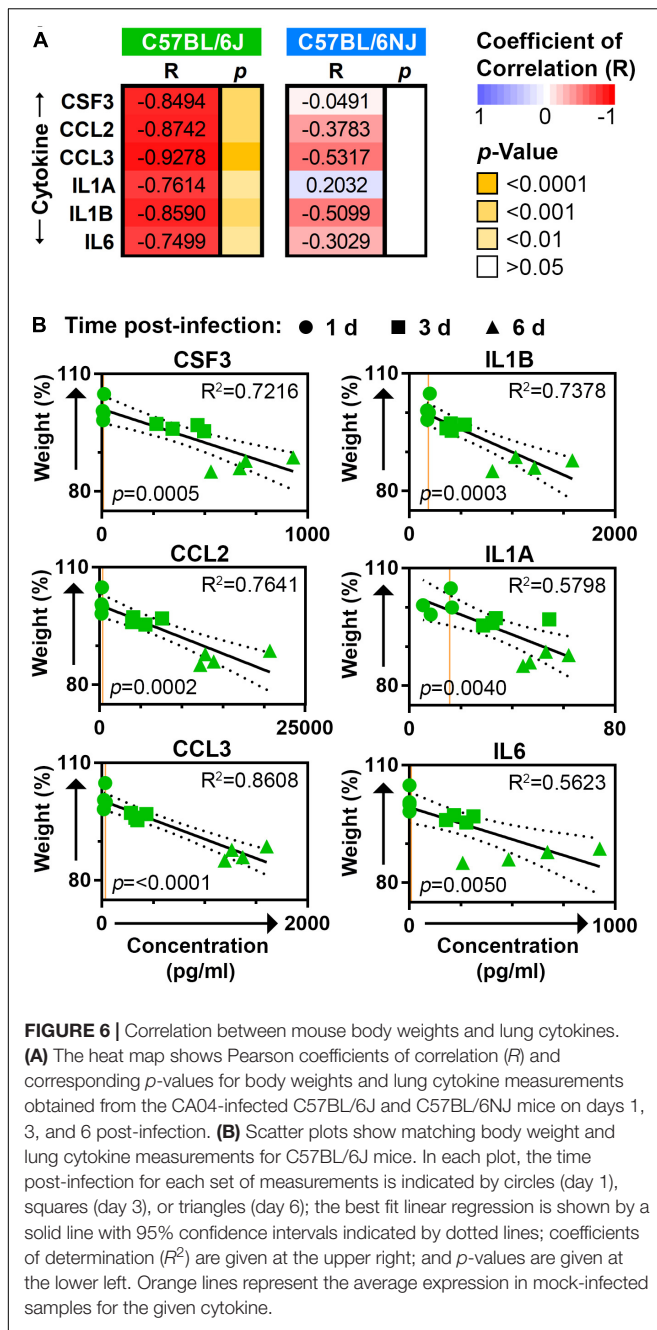 A
C57BL/6J C57BL/6NJ
R p R p
Cytokine
CSF3 -0.8494 -0.0491
CCL2 -0.8742 -0.3783
CCL3 -0.9278 -0.5317
IL1A -0.7614 0.2032
IL1B -0.8590 -0.5099
IL6 -0.7499 -0.3029
Coefficient of
Correlation (R)
1 0 -1
p-Value
<0.0001
<0.001
<0.01
>0.05
B Time post-infection: 1 d 3 d 6 d
CSF3
Weight (%)
110
80
R²=0.7216
p=0.0005
0 1000
IL1B
Weight (%)
110
80
R²=0.7378
p=0.0003
0 2000
CCL2
Weight (%)
110
80
R²=0.7641
p=0.0002
0 25000
IL1A
Weight (%)
110
80
R²=0.5798
p=0.0040
0 80
CCL3
Weight (%)
110
80
R²=0.8608
p=<0.0001
0 2000
Concentration
(pg/ml)
IL6
Weight (%)
110
80
R²=0.5623
p=0.0050
0 1000
Concentration
(pg/ml)
FIGURE 6 | Correlation between mouse body weights and lung cytokines.
(A) The heat map shows Pearson coefficients of correlation (R) and
corresponding p-values for body weights and lung cytokine measurements
obtained from the CA04-infected C57BL/6J and C57BL/6NJ mice on days 1,
3, and 6 post-infection. (B) Scatter plots show matching body weight and
lung cytokine measurements for C57BL/6J mice. In each plot, the time
post-infection for each set of measurements is indicated by circles (day 1),
squares (day 3), or triangles (day 6); the best fit linear regression is shown by a
solid line with 95% confidence intervals indicated by dotted lines; coefficients
of determination (R²) are given at the upper right; and p-values are given at
the lower left. Orange lines represent the average expression in mock-infected
samples for the given cytokine.